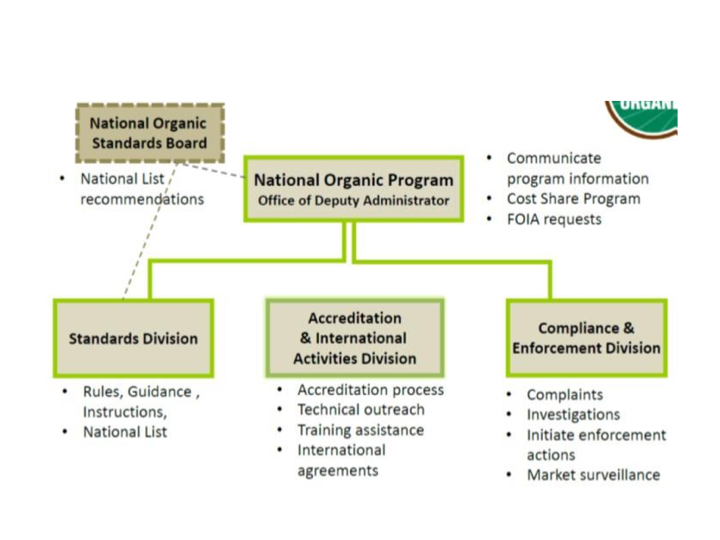 ORGANI
National Organic
Standards Board
• National List
recommendations
National Organic Program
Office of Deputy Administrator
• Communicate
program information
• Cost Share Program
• FOIA requests
Standards Division
• Rules, Guidance ,
Instructions,
• National List
Accreditation
& International
Activities Division
• Accreditation process
• Technical outreach
• Training assistance
• International
agreements
Compliance &
Enforcement Division
• Complaints
• Investigations
• Initiate enforcement
actions
• Market surveillance